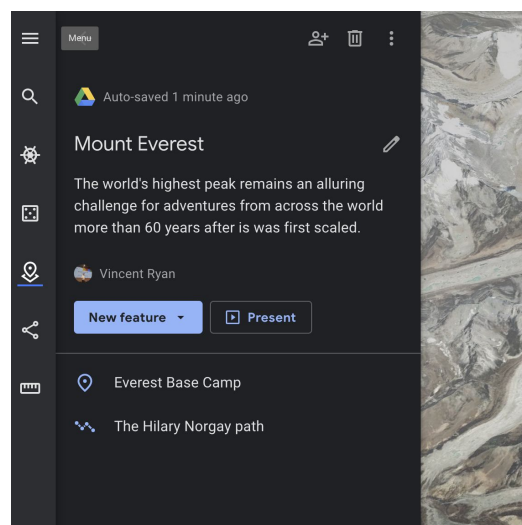 Menu
Auto-saved 1 minute ago
Mount Everest
The world's highest peak remains an alluring
challenge for adventures from across the world
more than 60 years after is was first scaled.
Vincent Ryan
New feature
Present
Everest Base Camp
The Hilary Norgay path